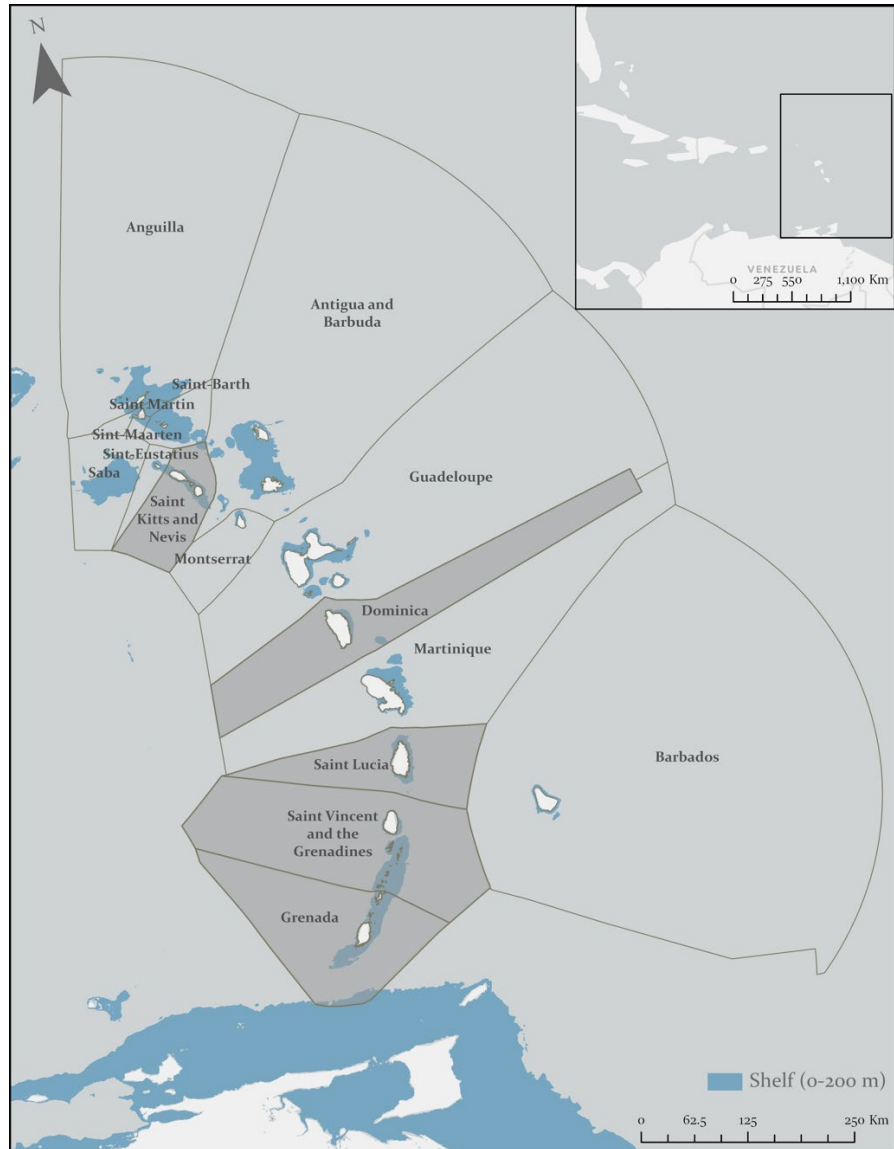 N
VENEZUELA
0 275 550 1,100 Km
Anguilla
Antigua and
Barbuda
Saint-Barth
Saint Martin
Sint-Maarten
Sint-Eustatius
Saba
Saint
Kitts and
Nevis
Montserrat
Guadeloupe
Dominica
Martinique
Saint Lucia
Barbados
Saint Vincent
and the
Grenadines
Grenada
Shelf (0-200 m)
0 62.5 125 250 Km